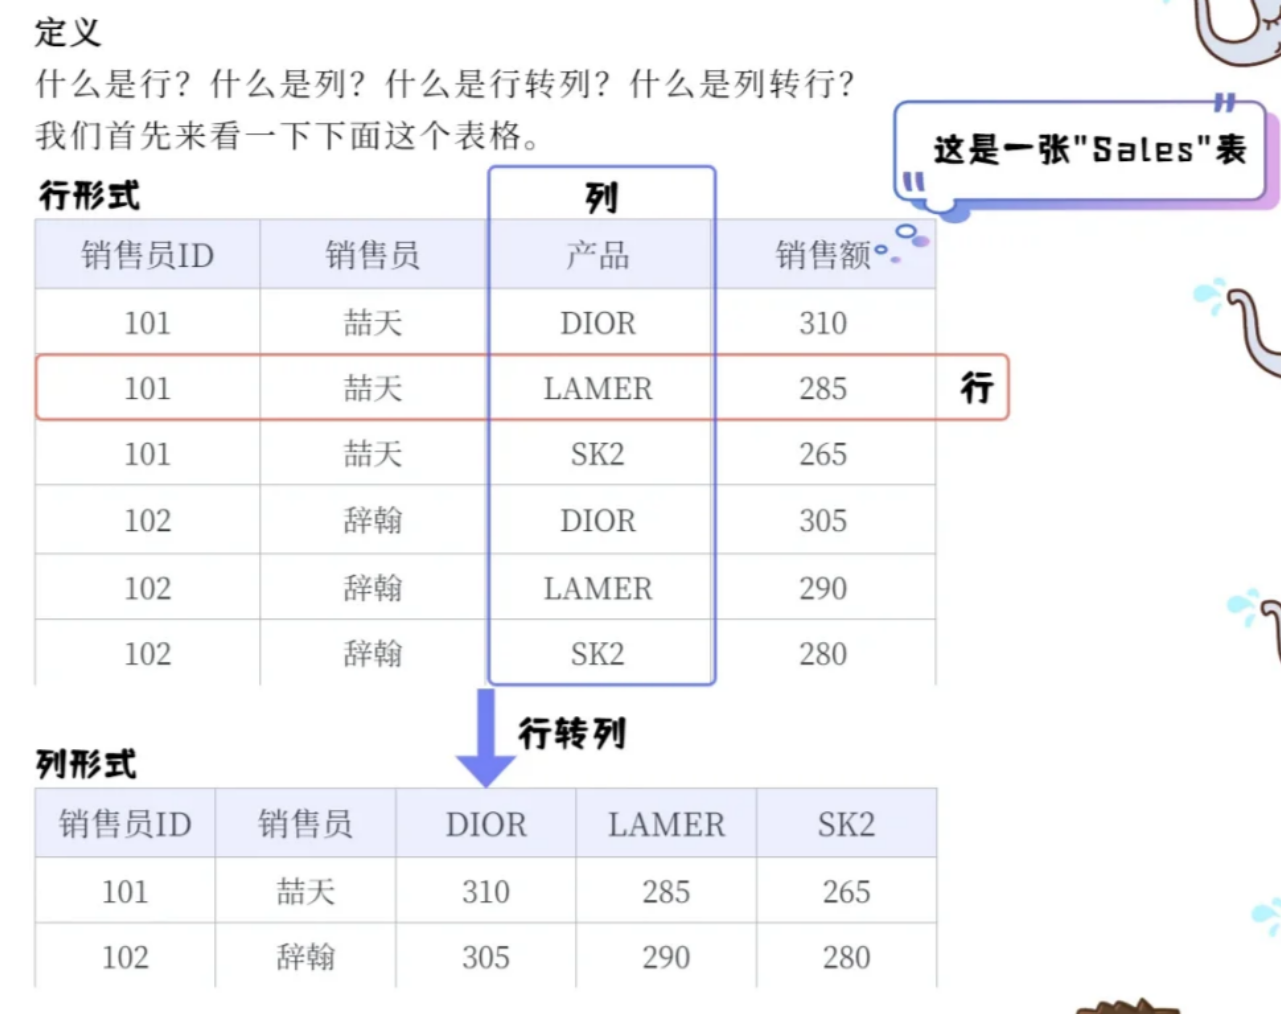 定义
什么是行？什么是列？什么是行转列？什么是列转行？
我们首先来看一下下面这个表格。
这是一张"Sales"表
行形式
列
销售员ID 销售员 产品 销售额
101 喆天 DIOR 310
101 喆天 LAMER 285 行
101 喆天 SK2 265
102 辞翰 DIOR 305
102 辞翰 LAMER 290
102 辞翰 SK2 280
行转列
列形式
销售员ID 销售员 DIOR LAMER SK2
101 喆天 310 285 265
102 辞翰 305 290 280